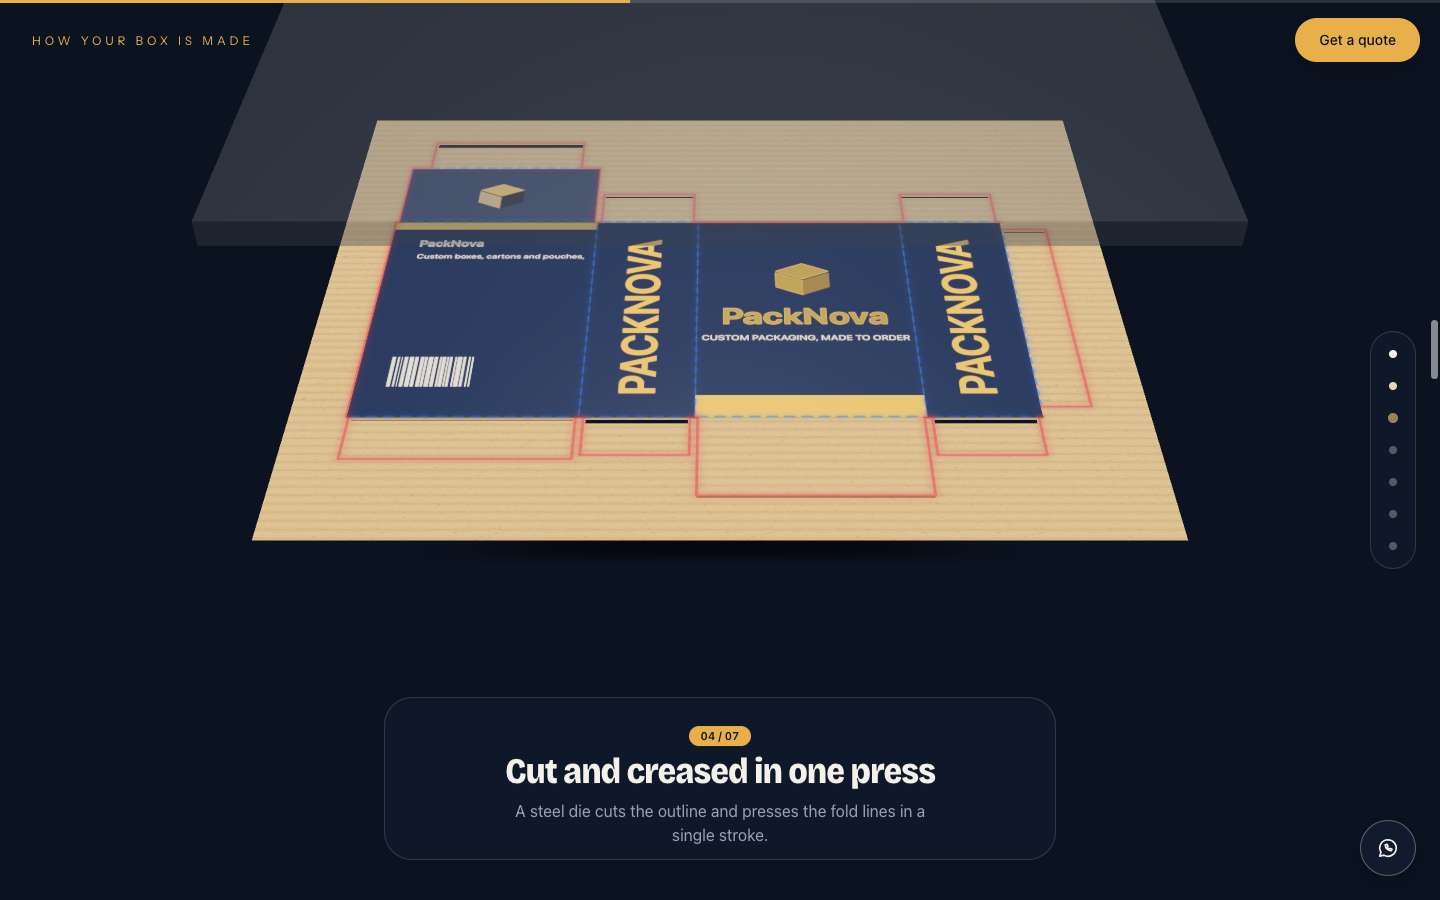 HOW YOUR BOX IS MADE
Get a quote
PackNova
Custom boxes, cartons and pouches,
PACKNOVA
PackNova
CUSTOM PACKAGING, MADE TO ORDER
PACKNOVA
04 / 07
Cut and creased in one press
A steel die cuts the outline and presses the fold lines in a
single stroke.